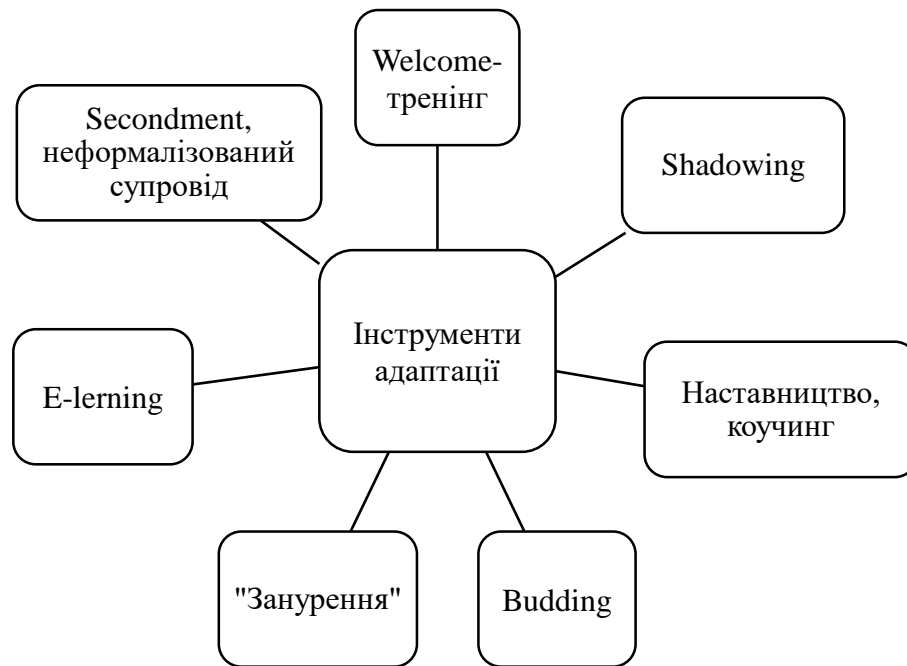 Welcome-
тренінг
Secondment,
неформалізований
супровід
Shadowing
Інструменти
адаптації
E-lerning
Наставництво,
коучинг
"Занурення"
Budding